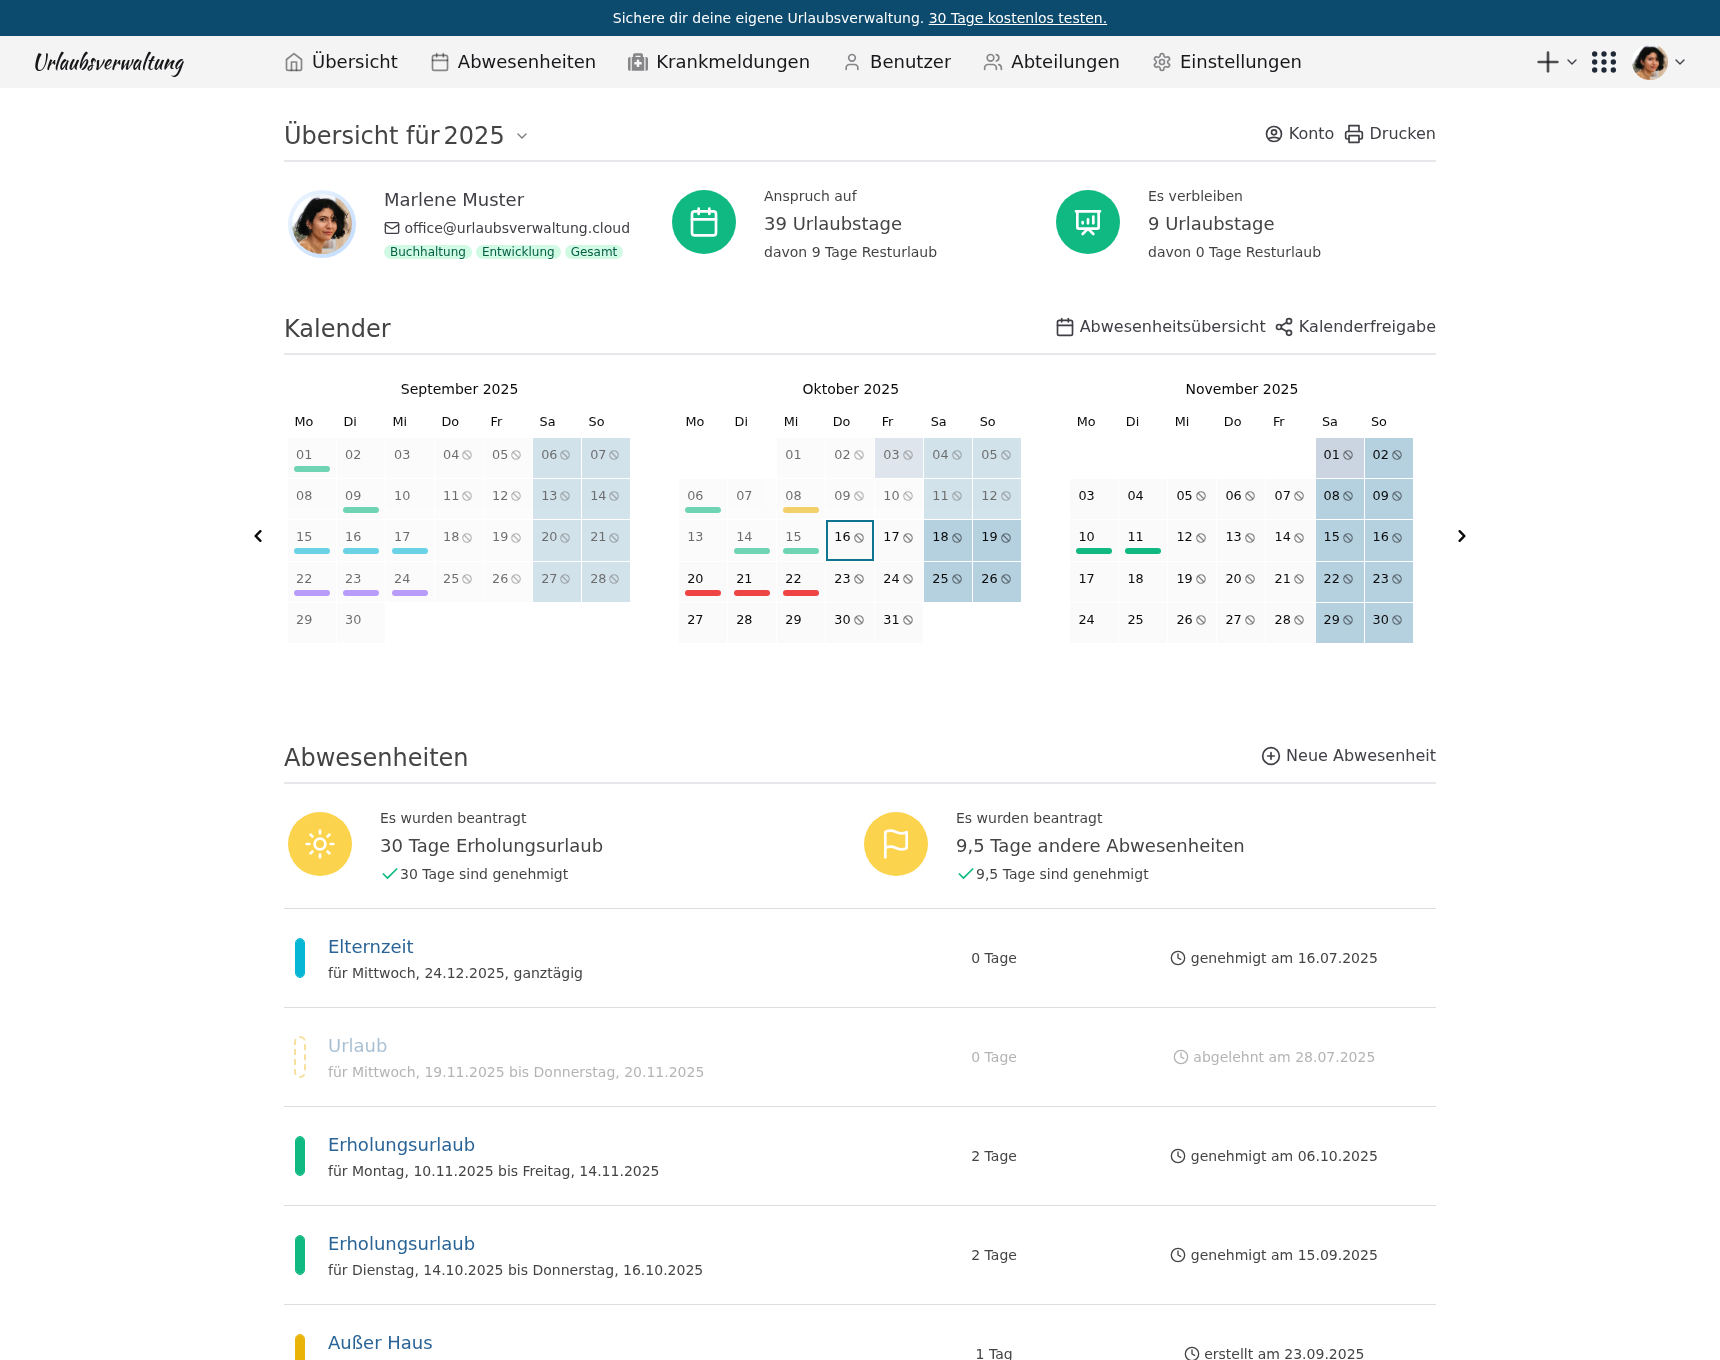 Sichere dir deine eigene Urlaubsverwaltung. 30 Tage kostenlos testen.
Urlaubsverwaltung Übersicht Abwesenheiten Krankmeldungen Benutzer Abteilungen Einstellungen
Übersicht für 2025 Konto Drucken
Marlene Muster
office@urlaubsverwaltung.cloud
Buchhaltung Entwicklung Gesamt
Anspruch auf
39 Urlaubstage
davon 9 Tage Resturlaub
Es verbleiben
9 Urlaubstage
davon 0 Tage Resturlaub
Kalender Abwesenheitsübersicht Kalenderfreigabe
September 2025
Mo Di Mi Do Fr Sa So
01 02 03 04 05 06 07
08 09 10 11 12 13 14
15 16 17 18 19 20 21
22 23 24 25 26 27 28
29 30
Oktober 2025
Mo Di Mi Do Fr Sa So
01 02 03 04 05
06 07 08 09 10 11 12
13 14 15 16 17 18 19
20 21 22 23 24 25 26
27 28 29 30 31
November 2025
Mo Di Mi Do Fr Sa So
01 02
03 04 05 06 07 08 09
10 11 12 13 14 15 16
17 18 19 20 21 22 23
24 25 26 27 28 29 30
Abwesenheiten Neue Abwesenheit
Es wurden beantragt
30 Tage Erholungsurlaub
30 Tage sind genehmigt
Es wurden beantragt
9,5 Tage andere Abwesenheiten
9,5 Tage sind genehmigt
Elternzeit
für Mittwoch, 24.12.2025, ganztägig
0 Tage
genehmigt am 16.07.2025
Urlaub
für Mittwoch, 19.11.2025 bis Donnerstag, 20.11.2025
0 Tage
abgelehnt am 28.07.2025
Erholungsurlaub
für Montag, 10.11.2025 bis Freitag, 14.11.2025
2 Tage
genehmigt am 06.10.2025
Erholungsurlaub
für Dienstag, 14.10.2025 bis Donnerstag, 16.10.2025
2 Tage
genehmigt am 15.09.2025
Außer Haus
1 Tag
erstellt am 23.09.2025